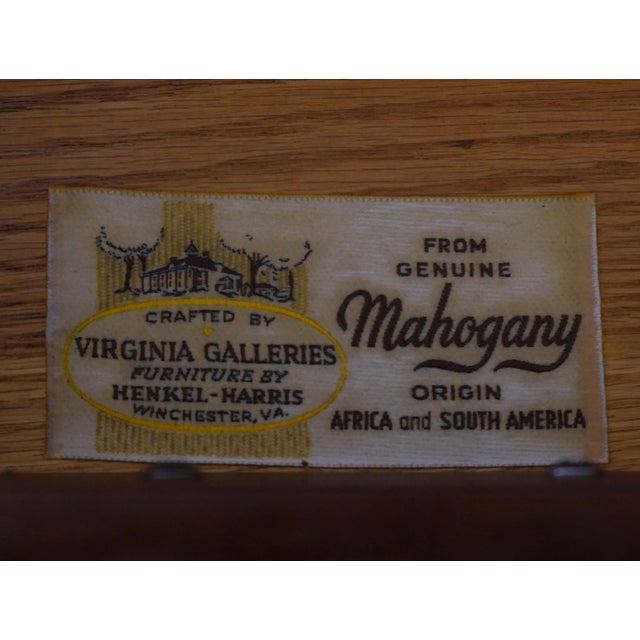 CRAFTED BY
VIRGINIA GALLERIES
FURNITURE BY
HENKEL-HARRIS
WINCHESTER, VA.
FROM
GENUINE
Mahogany
ORIGIN
AFRICA and SOUTH AMERICA